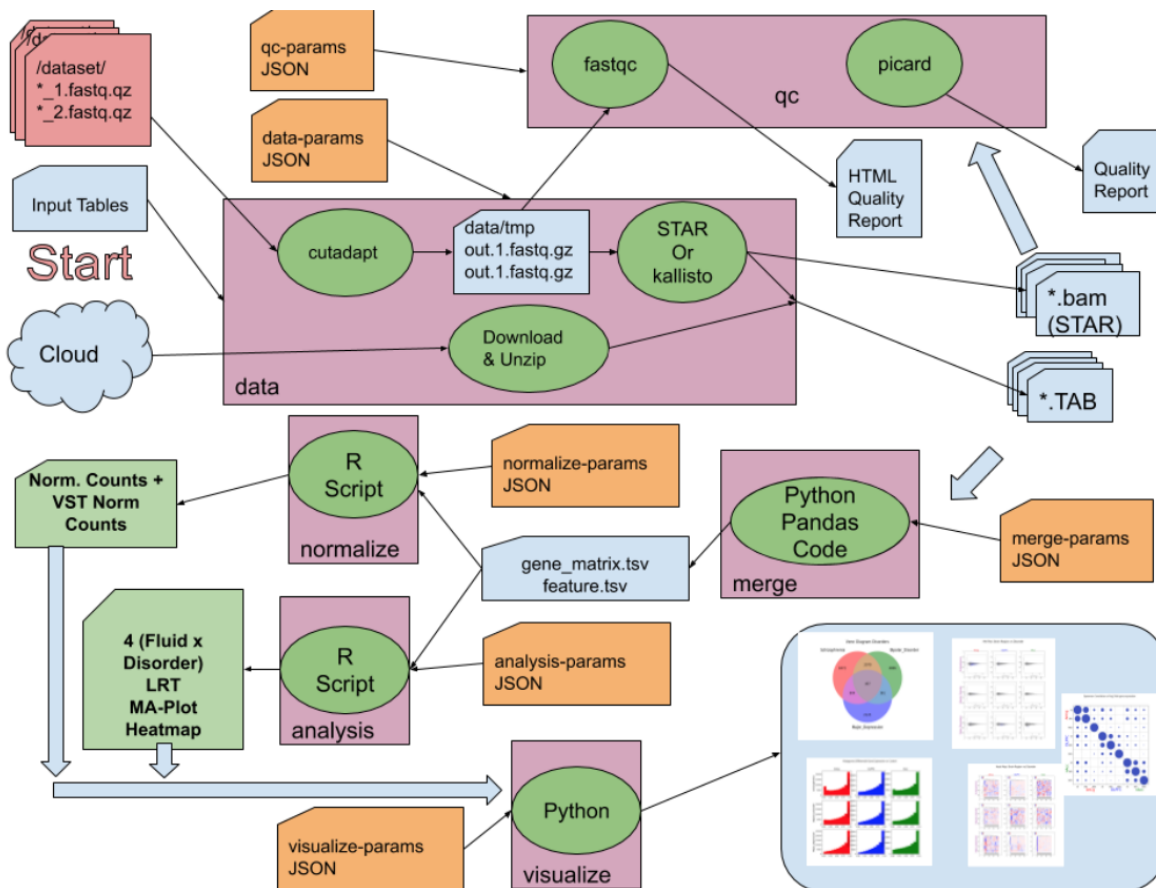 /dataset/
*_1.fastq.qz
*_2.fastq.qz
qc-params
JSON
fastqc
picard
qc
data-params
JSON
Input Tables
HTML
Quality
Report
Quality
Report
Start
cutadapt
data/tmp
out.1.fastq.gz
out.1.fastq.gz
STAR
Or
kallisto
*.bam
(STAR)
Cloud
Download
& Unzip
data
*.TAB
Norm. Counts +
VST Norm
Counts
R
Script
normalize
normalize-params
JSON
Python
Pandas
Code
merge
merge-params
JSON
gene_matrix.tsv
feature.tsv
4 (Fluid x
Disorder)
LRT
MA-Plot
Heatmap
R
Script
analysis
analysis-params
JSON
visualize-params
JSON
Python
visualize